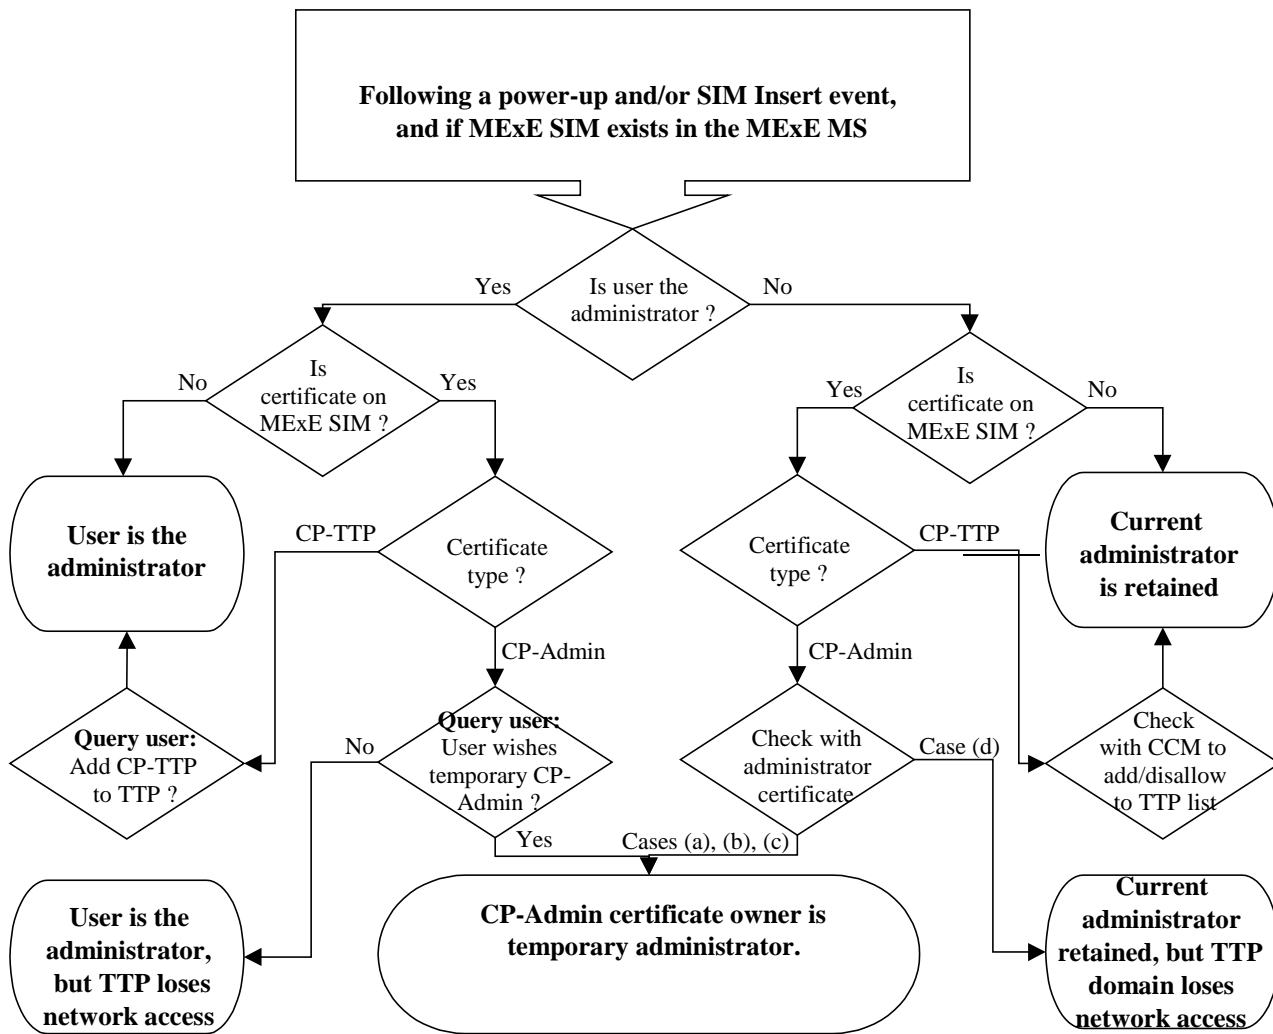 Following a power-up and/or SIM Insert event,
and if MExE SIM exists in the MExE MS
Is user the
administrator ?
Yes
No
Is
certificate on
MExE SIM ?
No
Yes
Is
certificate on
MExE SIM ?
Yes
No
User is the
administrator
CP-TTP
Certificate
type ?
Certificate
type ?
CP-TTP
Current
administrator
is retained
CP-Admin
CP-Admin
Query user:
Add CP-TTP
to TTP ?
No
Query user:
User wishes
temporary CP-
Admin ?
Check with
administrator
certificate
Case (d)
Check
with CCM to
add/disallow
to TTP list
Yes
Cases (a), (b), (c)
User is the
administrator,
but TTP loses
network access
CP-Admin certificate owner is
temporary administrator.
Current
administrator
retained, but TTP
domain loses
network access